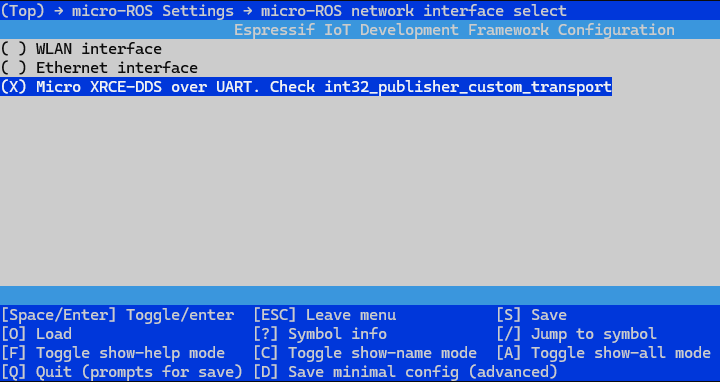 (Top) → micro-ROS Settings → micro-ROS network interface select
Espressif IoT Development Framework Configuration
( ) WLAN interface
( ) Ethernet interface
(X) Micro XRCE-DDS over UART. Check int32_publisher_custom_transport
[Space/Enter] Toggle/enter [ESC] Leave menu [S] Save
[O] Load [?] Symbol info [/] Jump to symbol
[F] Toggle show-help mode [C] Toggle show-name mode [A] Toggle show-all mode
[Q] Quit (prompts for save) [D] Save minimal config (advanced)